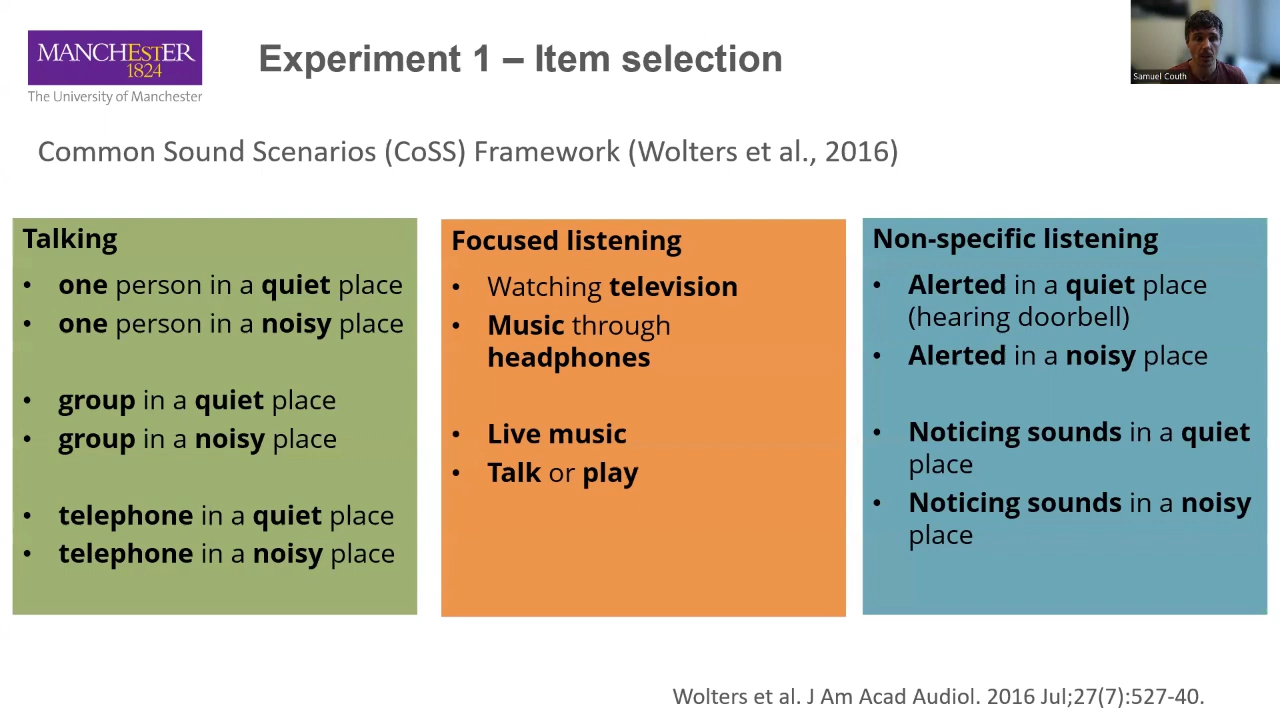 MANCHESTER
1824
The University of Manchester
Experiment 1 – Item selection
Samuel Couth
Common Sound Scenarios (CoSS) Framework (Wolters et al., 2016)
Talking
• one person in a quiet place
• one person in a noisy place
• group in a quiet place
• group in a noisy place
• telephone in a quiet place
• telephone in a noisy place
Focused listening
• Watching television
• Music through
headphones
• Live music
• Talk or play
Non-specific listening
• Alerted in a quiet place
(hearing doorbell)
• Alerted in a noisy place
• Noticing sounds in a quiet
place
• Noticing sounds in a noisy
place
Wolters et al. J Am Acad Audiol. 2016 Jul;27(7):527-40.